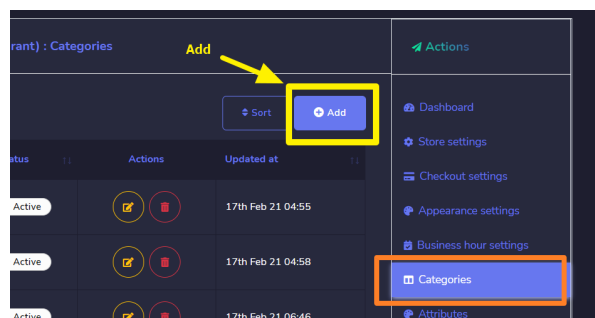 rant) : Categories
Add
Actions
Sort
Add
Dashboard
Store settings
Checkout settings
Appearance settings
Business hour settings
Categories
Attributes
atus
Actions
Updated at
Active
17th Feb 21 04:55
Active
17th Feb 21 04:58
Active
17th Feb 21 06:46